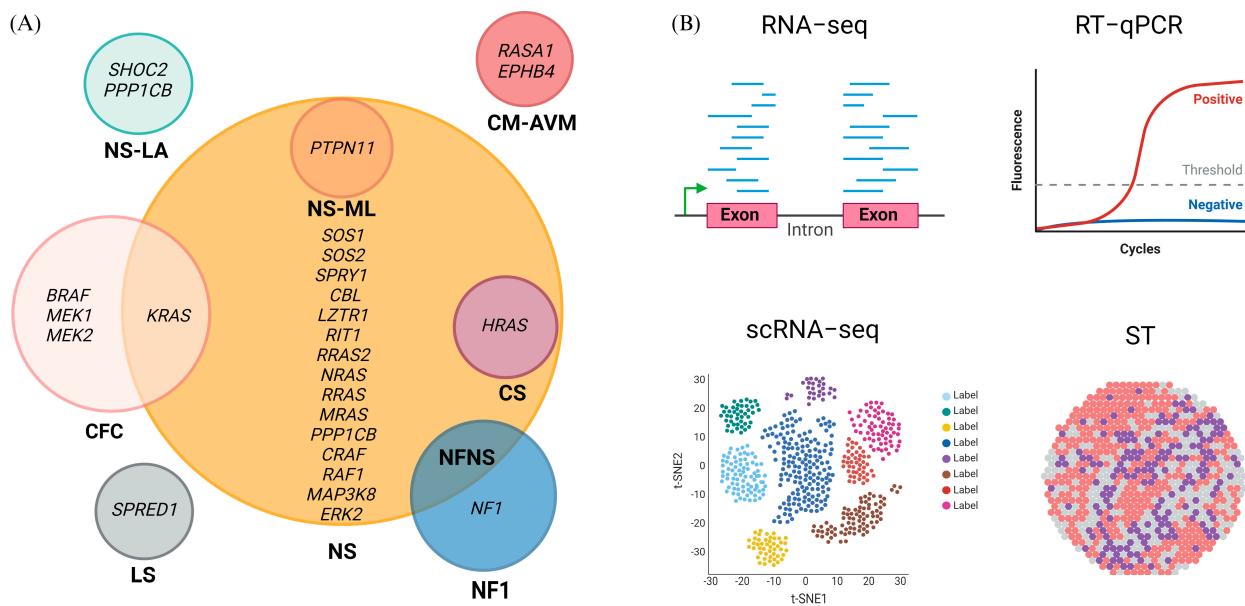 (A)
SHOC2
PPP1CB
NS-LA
RASA1
EPHB4
CM-AVM
PTPN11
NS-ML
SOS1
SOS2
SPRY1
CBL
LZTR1
RIT1
RRAS2
NRAS
RRAS
MRAS
PPP1CB
CRAF
RAF1
MAP3K8
ERK2
NS
BRAF
MEK1
MEK2
KRAS
CFC
HRAS
CS
NFNS
NF1
NF1
SPRED1
LS
(B)
RNA-seq
Exon
Exon
Intron
RT-qPCR
Fluorescence
Positive
Threshold
Negative
Cycles
scRNA-seq
t-SNE2
30
20
10
0
-10
-20
-30
-30
-20
-10
0
10
20
30
t-SNE1
Label
Label
Label
Label
Label
Label
Label
Label
ST